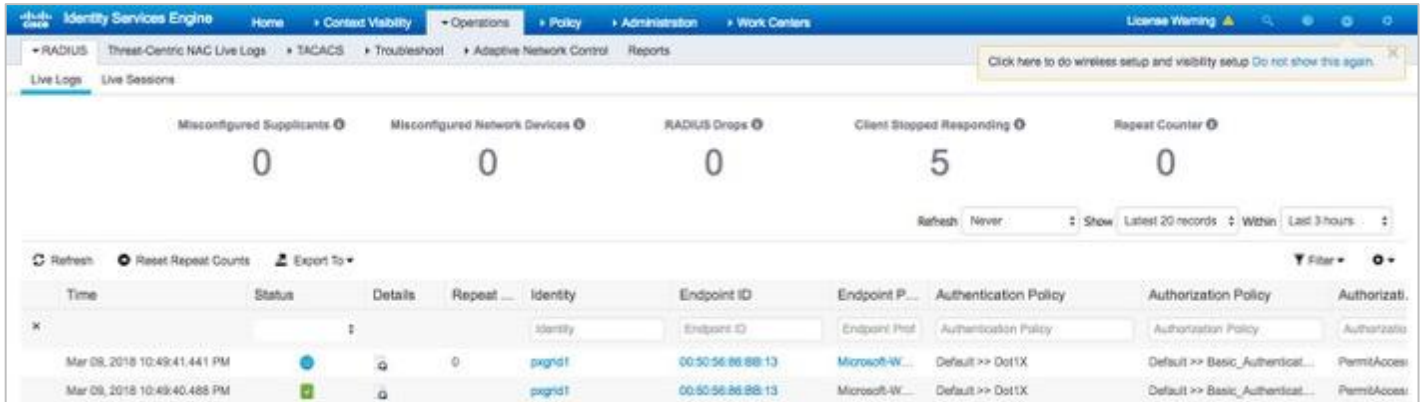 cisco Identity Services Engine Home Context Visibility Operations Policy Administration Work Centers License Warning
RADIUS Threat-Centric NAC Live Logs TACACS Troubleshoot Adaptive Network Control Reports
Click here to do wireless setup and visibility setup Do not show this again.
Live Logs Live Sessions
Misconfigured Supplicants Misconfigured Network Devices RADIUS Drops Client Stopped Responding Repeat Counter
0 0 0 5 0
Refresh Never Show Latest 20 records Within Last 3 hours
Refresh Reset Repeat Counts Export To Filter
Time Status Details Repeat ... Identity Endpoint ID Endpoint P... Authentication Policy Authorization Policy Authorizati.
Identity Endpoint ID Endpoint Prof Authentication Policy Authorization Policy Authorizatio
Mar 09, 2018 10:49:41.441 PM 0 pxgrid1 00:50:56:86:BB:13 Microsoft-W... Default >> Dot1X Default >> Basic_Authenticat... PermitAcces
Mar 09, 2018 10:49:40.488 PM pxgrid1 00:50:56:86:BB:13 Microsoft-W... Default >> Dot1X Default >> Basic_Authenticat... PermitAcces